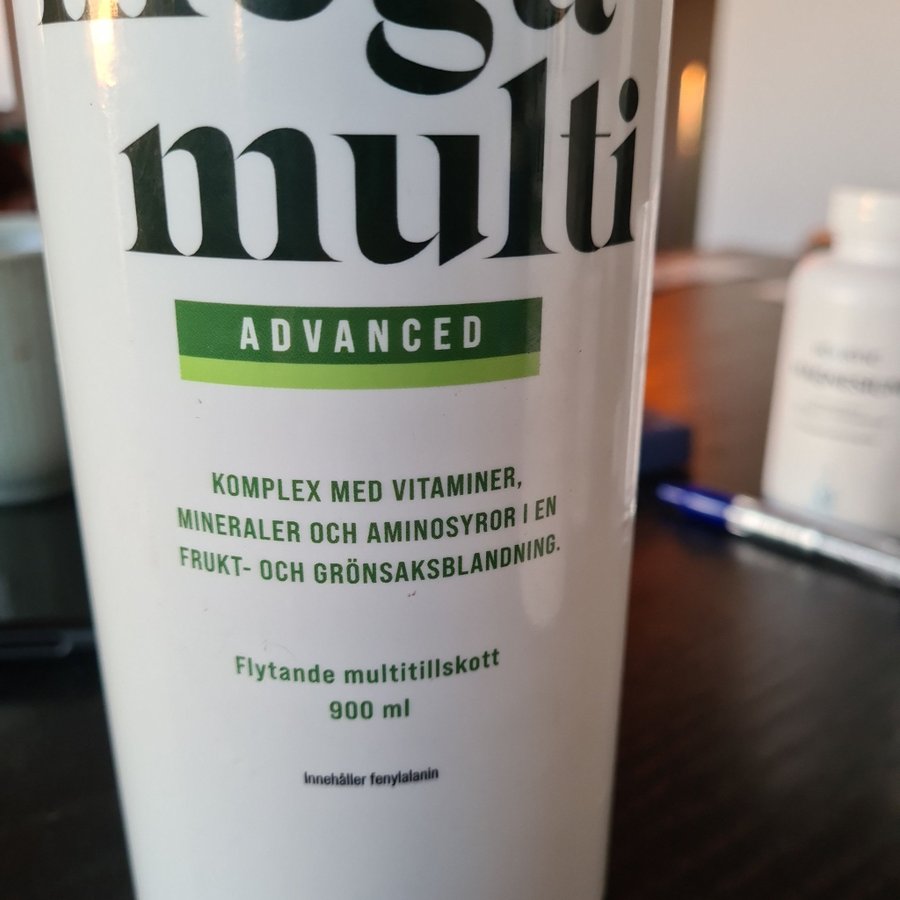 multi
ADVANCED
KOMPLEX MED VITAMINER,
MINERALER OCH AMINOSYROR I EN
FRUKT- OCH GRÖNSAKSBLANDNING.
Flytande multitillskott
900 ml
Innehåller fenylalanin